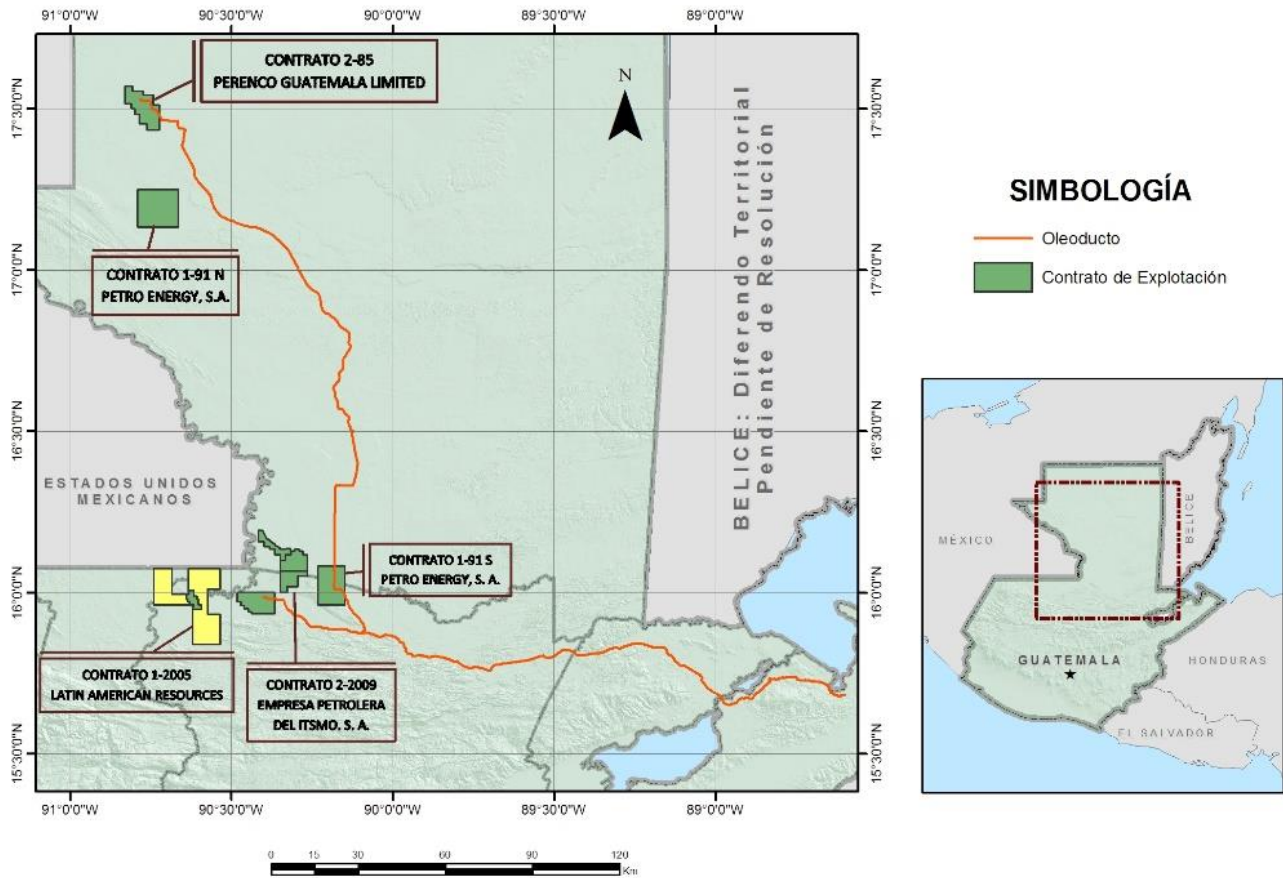 91°0'0"W
90°30'0"W
90°0'0"W
89°30'0"W
89°0'0"W
17°30'0"N
17°0'0"N
16°30'0"N
16°0'0"N
15°30'0"N
CONTRATO 2-85
PERENCO GUATEMALA LIMITED
N
CONTRATO 1-91 N
PETRO ENERGY, S.A.
BELICE: Diferendo Territorial
Pendiente de Resolución
ESTADOS UNIDOS
MEXICANOS
CONTRATO 1-91 S
PETRO ENERGY, S. A.
CONTRATO 1-2005
LATIN AMERICAN RESOURCES
CONTRATO 2-2009
EMPRESA PETROLERA
DEL ITSMO, S. A.
17°30'0"N
17°0'0"N
16°30'0"N
16°0'0"N
15°30'0"N
91°0'0"W
90°30'0"W
90°0'0"W
89°30'0"W
89°0'0"W
0 15 30 60 90 120
Km
SIMBOLOGÍA
Oleoducto
Contrato de Explotación
MÉXICO
BELICE
GUATEMALA
HONDURAS
EL SALVADOR